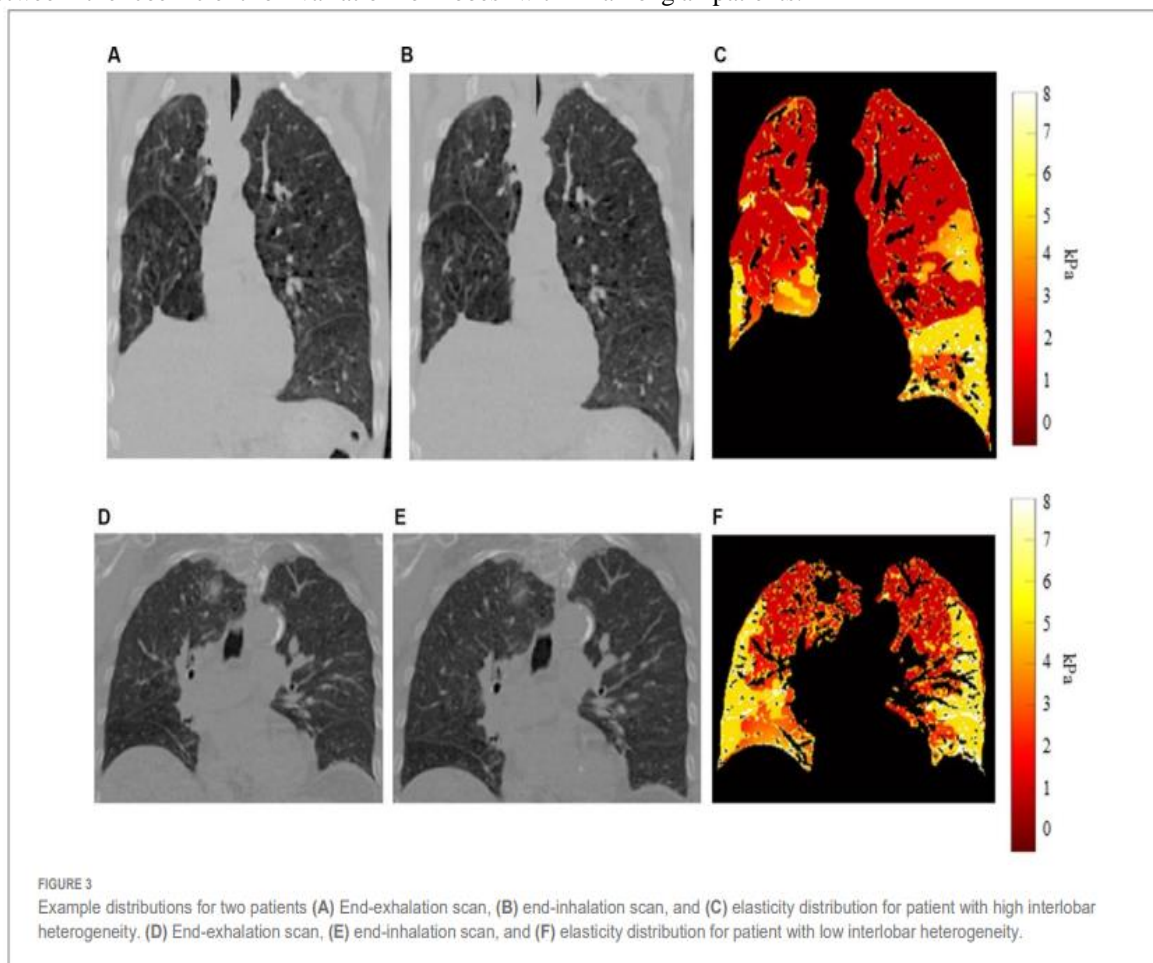 A
B
C
8
7
6
5
4
3
2
1
0
kPa
D
E
F
8
7
6
5
4
3
2
1
0
kPa
FIGURE 3
Example distributions for two patients (A) End-exhalation scan, (B) end-inhalation scan, and (C) elasticity distribution for patient with high interlobar
heterogeneity. (D) End-exhalation scan, (E) end-inhalation scan, and (F) elasticity distribution for patient with low interlobar heterogeneity.